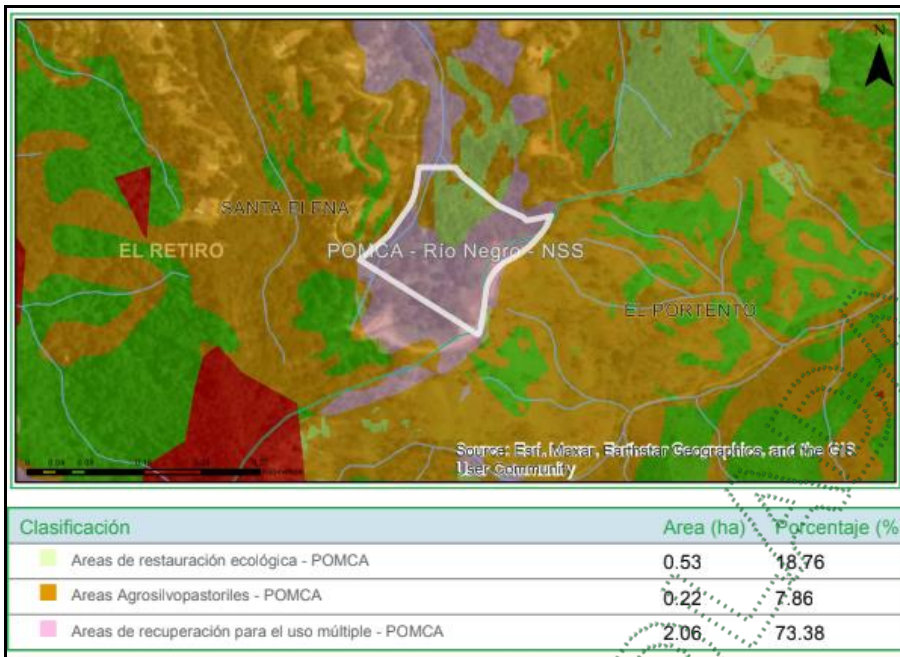 N
SANTA ELENA
EL RETIRO
POMCA - Río Negro - NSS
EL PORTENTO
Source: Esri, Maxar, Earthstar Geographics, and the GIS
User Community
Clasificación Area (ha) Porcentaje (%
Areas de restauración ecológica - POMCA 0.53 18.76
Areas Agrosilvopastoriles - POMCA 0.22 7.86
Areas de recuperación para el uso múltiple - POMCA 2.06 73.38